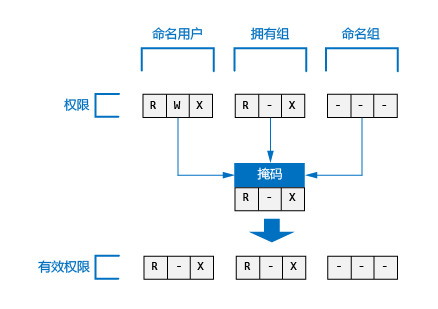 命名用户 拥有组 命名组
权限 R W X R - X - - -
掩码
R - X
有效权限 R - X R - X - - -